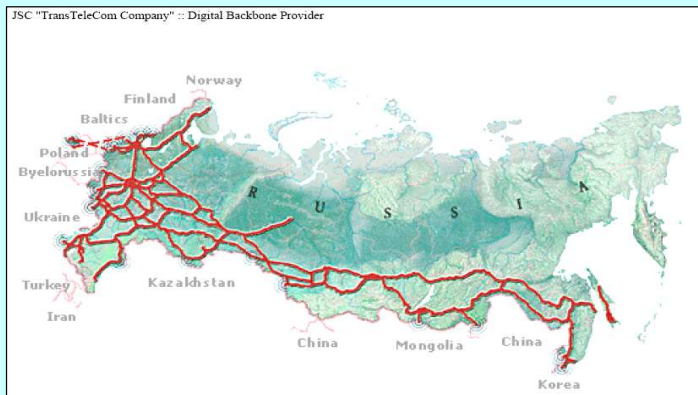 JSC "TransTeleCom Company" :: Digital Backbone Provider
Norway
Finland
Baltics
Poland
Byelorussia
R U S S I A
Ukraine
Turkey
Kazakhstan
Iran
China
Mongolia
China
Korea